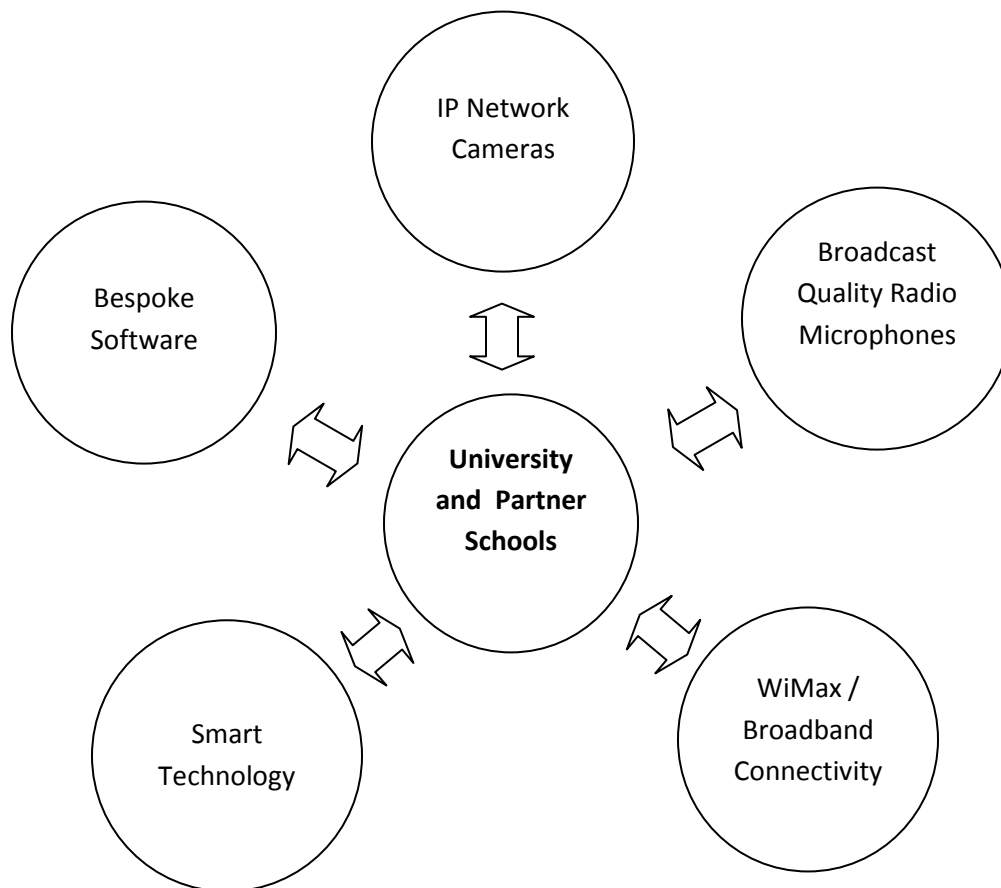 IP Network
Cameras
Broadcast
Quality Radio
Microphones
Bespoke
Software
University
and  Partner
Schools
WiMax /
Broadband
Connectivity
Smart
Technology